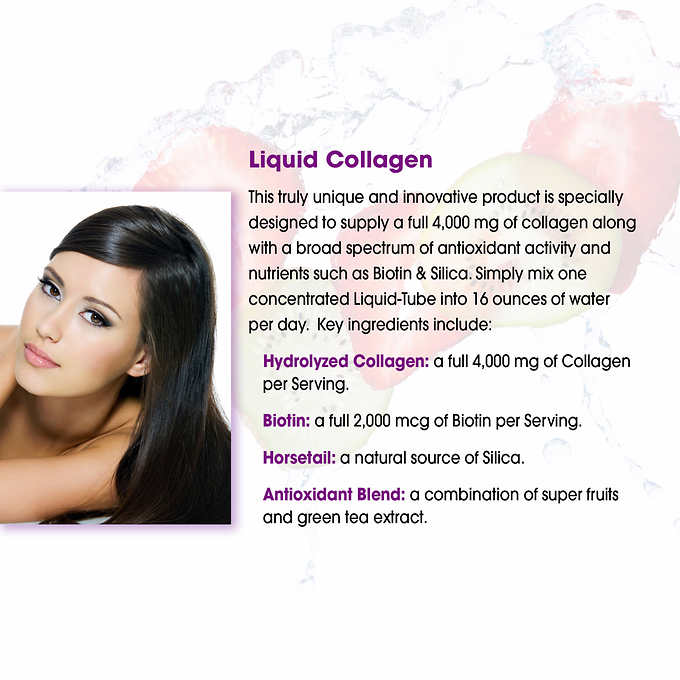 Liquid Collagen
This truly unique and innovative product is specially
designed to supply a full 4,000 mg of collagen along
with a broad spectrum of antioxidant activity and
nutrients such as Biotin & Silica. Simply mix one
concentrated Liquid-Tube into 16 ounces of water
per day. Key ingredients include:
Hydrolyzed Collagen: a full 4,000 mg of Collagen
per Serving.
Biotin: a full 2,000 mcg of Biotin per Serving.
Horsetail: a natural source of Silica.
Antioxidant Blend: a combination of super fruits
and green tea extract.